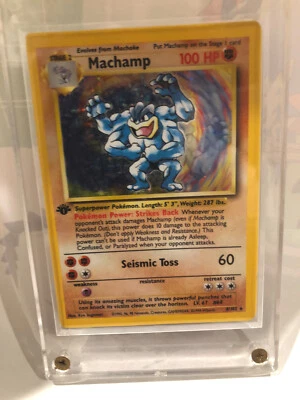 Evolves from Machoke Put Machamp on the Stage 1 card
STAGE 2
Machamp 100 HP
Superpower Pokémon. Length: 5' 3", Weight: 287 lbs.
Pokémon Power: Strikes Back Whenever your
opponent's attack damages Machamp (even if Machamp is
Knocked Out), this power does 10 damage to the attacking
Pokémon. (Don't apply Weakness and Resistance.) This
power can't be used if Machamp is already Asleep,
Confused, or Paralyzed when your opponent attacks.
Seismic Toss 60
weakness resistance retreat cost
Using its amazing muscles, it throws powerful punches that
can knock its victim clear over the horizon. LV. 67 #68